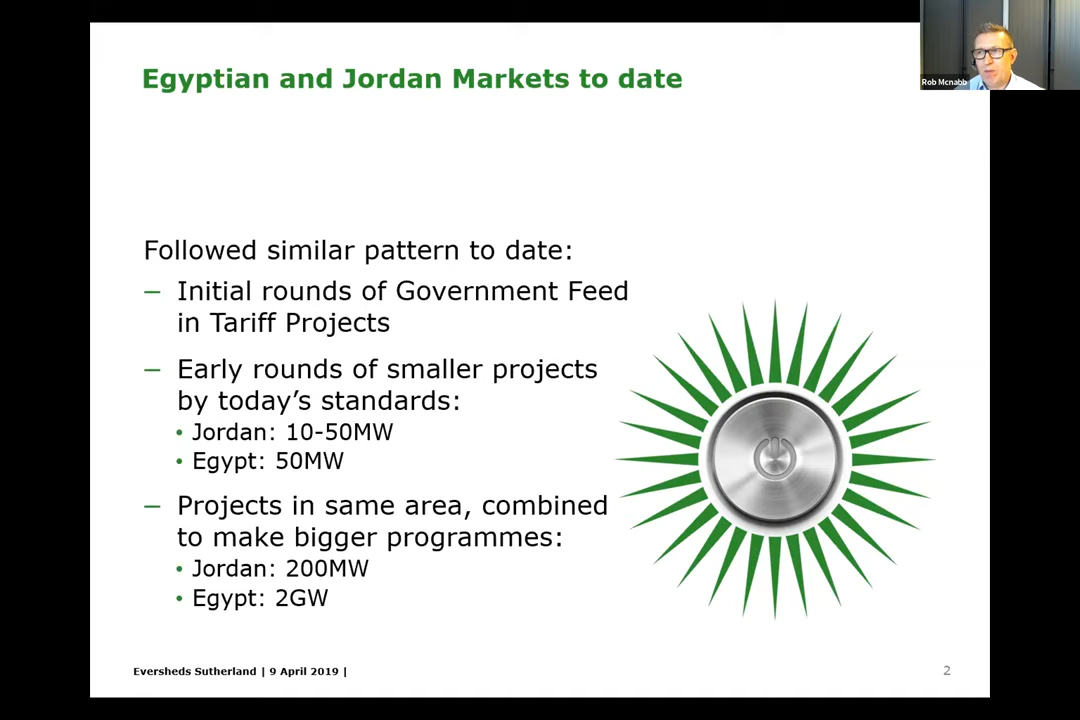 Egyptian and Jordan Markets to date
Rob Mcnabb
Followed similar pattern to date:
– Initial rounds of Government Feed
in Tariff Projects
– Early rounds of smaller projects
by today’s standards:
• Jordan: 10-50MW
• Egypt: 50MW
– Projects in same area, combined
to make bigger programmes:
• Jordan: 200MW
• Egypt: 2GW
Eversheds Sutherland | 9 April 2019 |
2